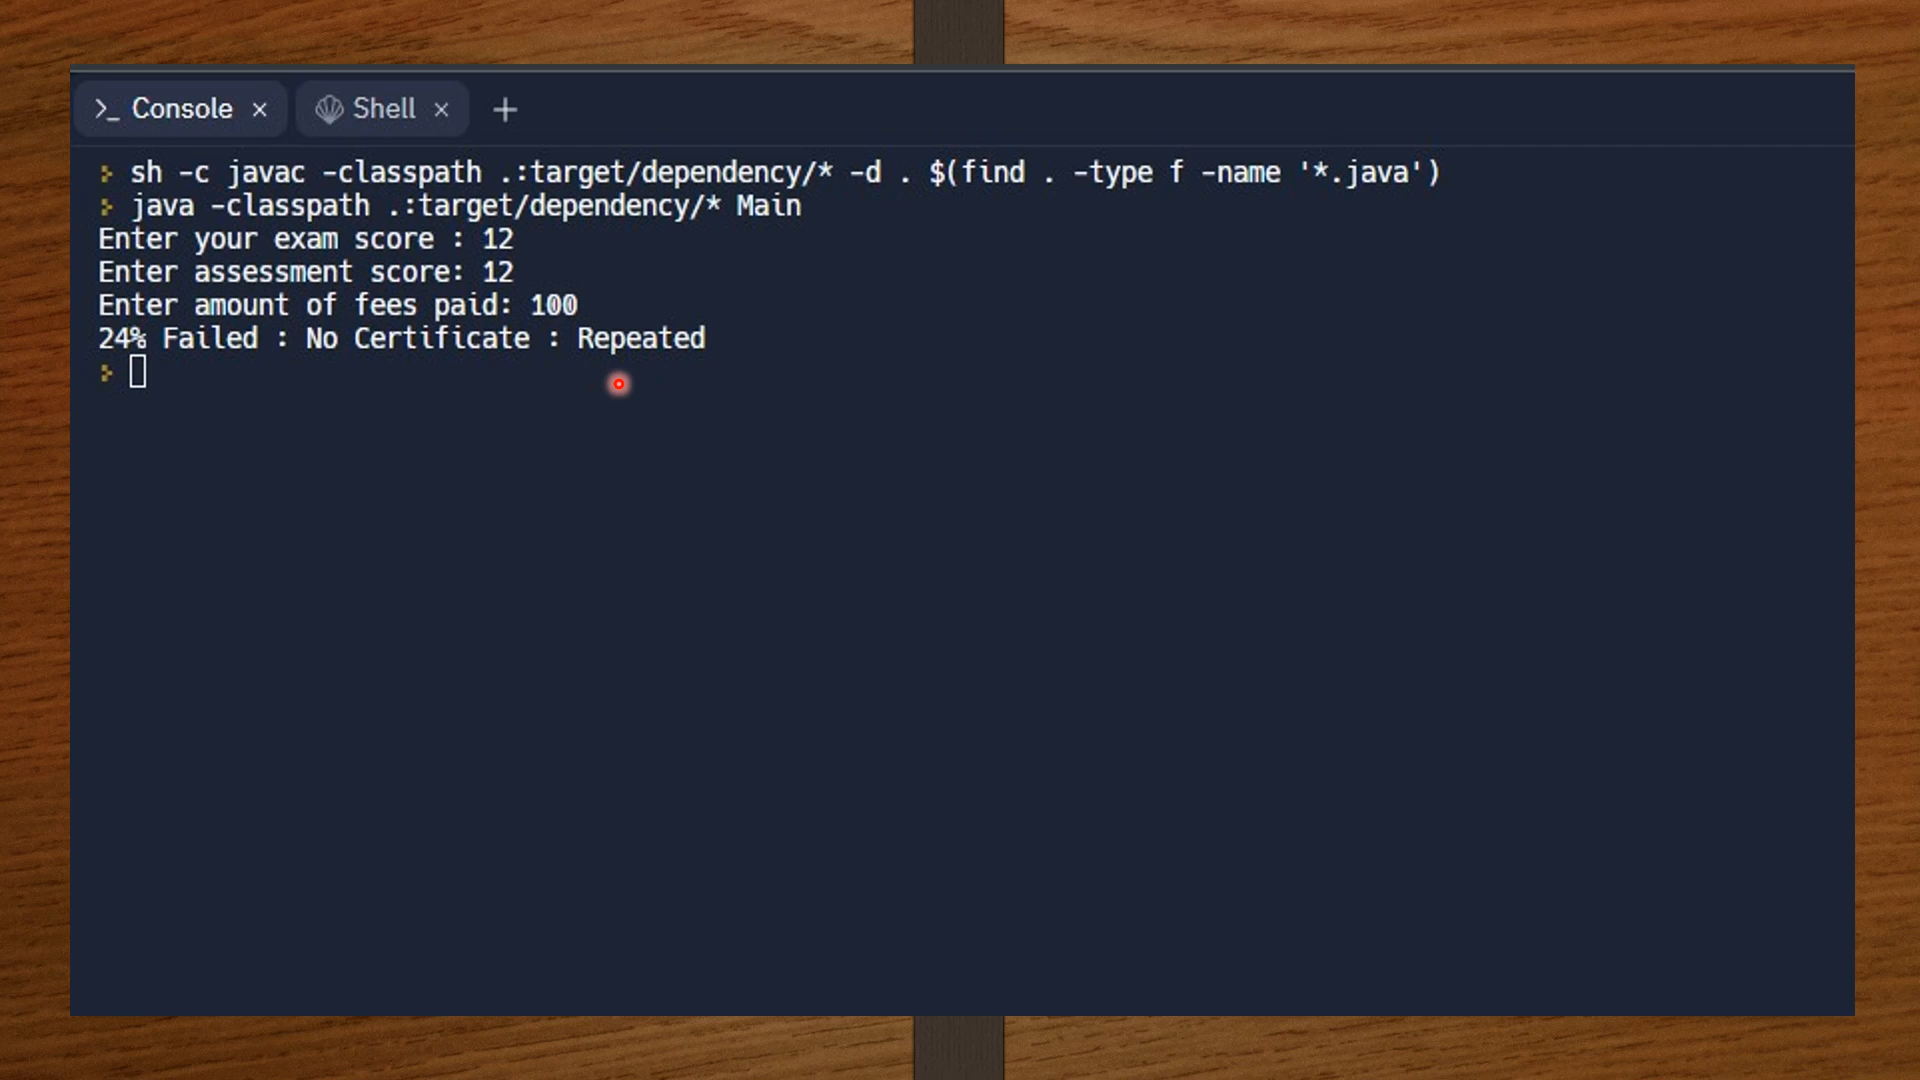 >_ Console × Shell × +
sh -c javac -classpath .:target/dependency/* -d . $(find . -type f -name '*.java')
java -classpath .:target/dependency/* Main
Enter your exam score : 12
Enter assessment score: 12
Enter amount of fees paid: 100
24% Failed : No Certificate : Repeated